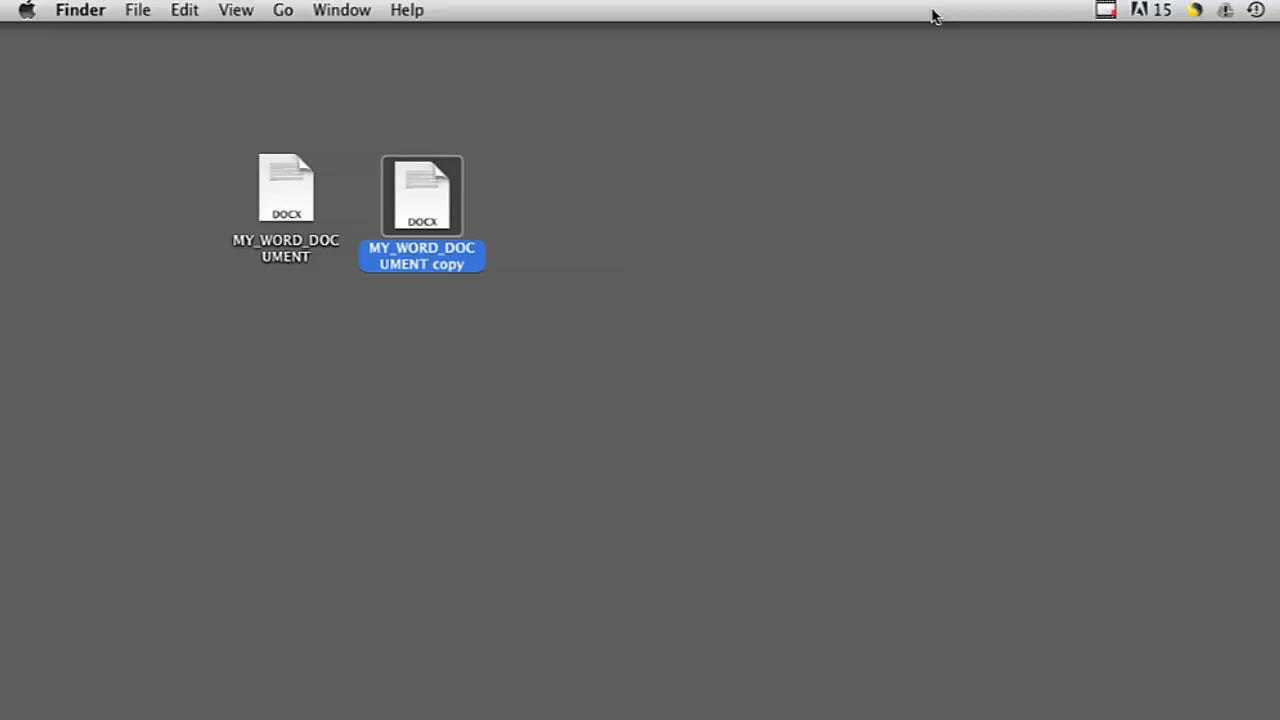 Finder File Edit View Go Window Help 15
DOCX
MY_WORD_DOC
UMENT
DOCX
MY_WORD_DOC
UMENT copy